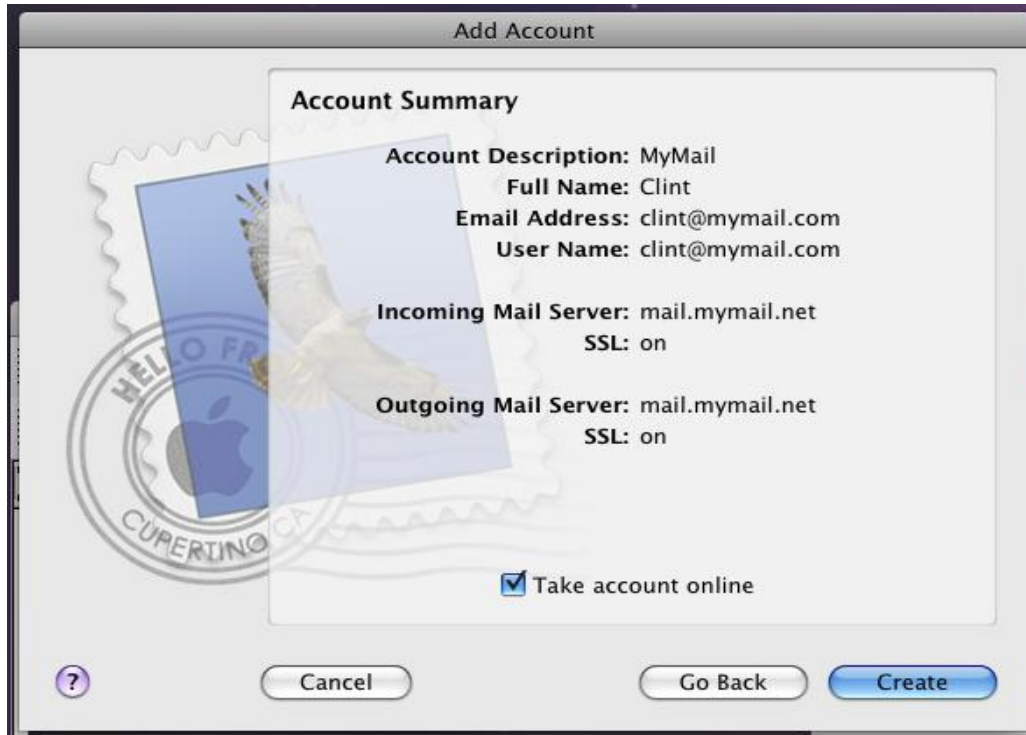 Add Account
Account Summary
Account Description: MyMail
Full Name: Clint
Email Address: clint@mymail.com
User Name: clint@mymail.com
Incoming Mail Server: mail.mymail.net
SSL: on
Outgoing Mail Server: mail.mymail.net
SSL: on
HELLO FR
CUPERTINO CA
Take account online
?
Cancel
Go Back
Create